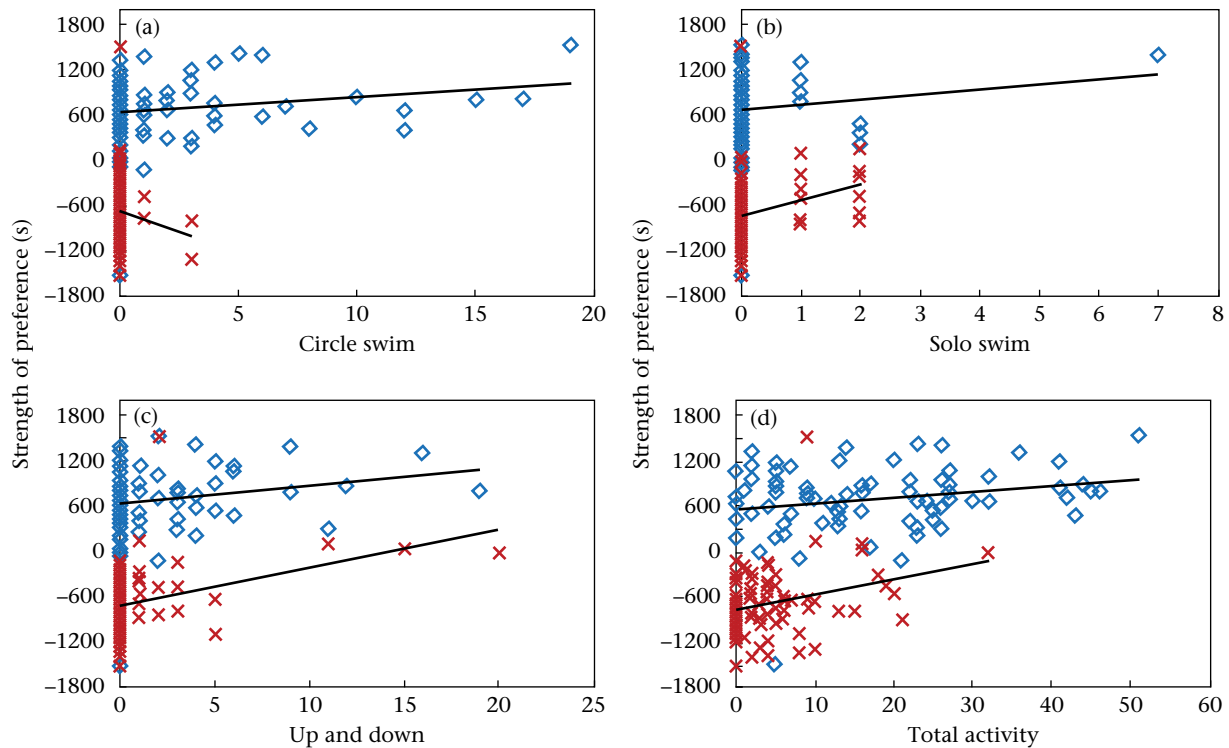 (a)
1800
1200
600
0
−600
−1200
−1800
0 5 10 15 20
Circle swim
(b)
1800
1200
600
0
−600
−1200
−1800
0 1 2 3 4 5 6 7 8
Solo swim
Strength of preference (s)
Strength of preference (s)
(c)
1800
1200
600
0
−600
−1200
−1800
0 5 10 15 20 25
Up and down
(d)
1800
1200
600
0
−600
−1200
−1800
0 10 20 30 40 50 60
Total activity